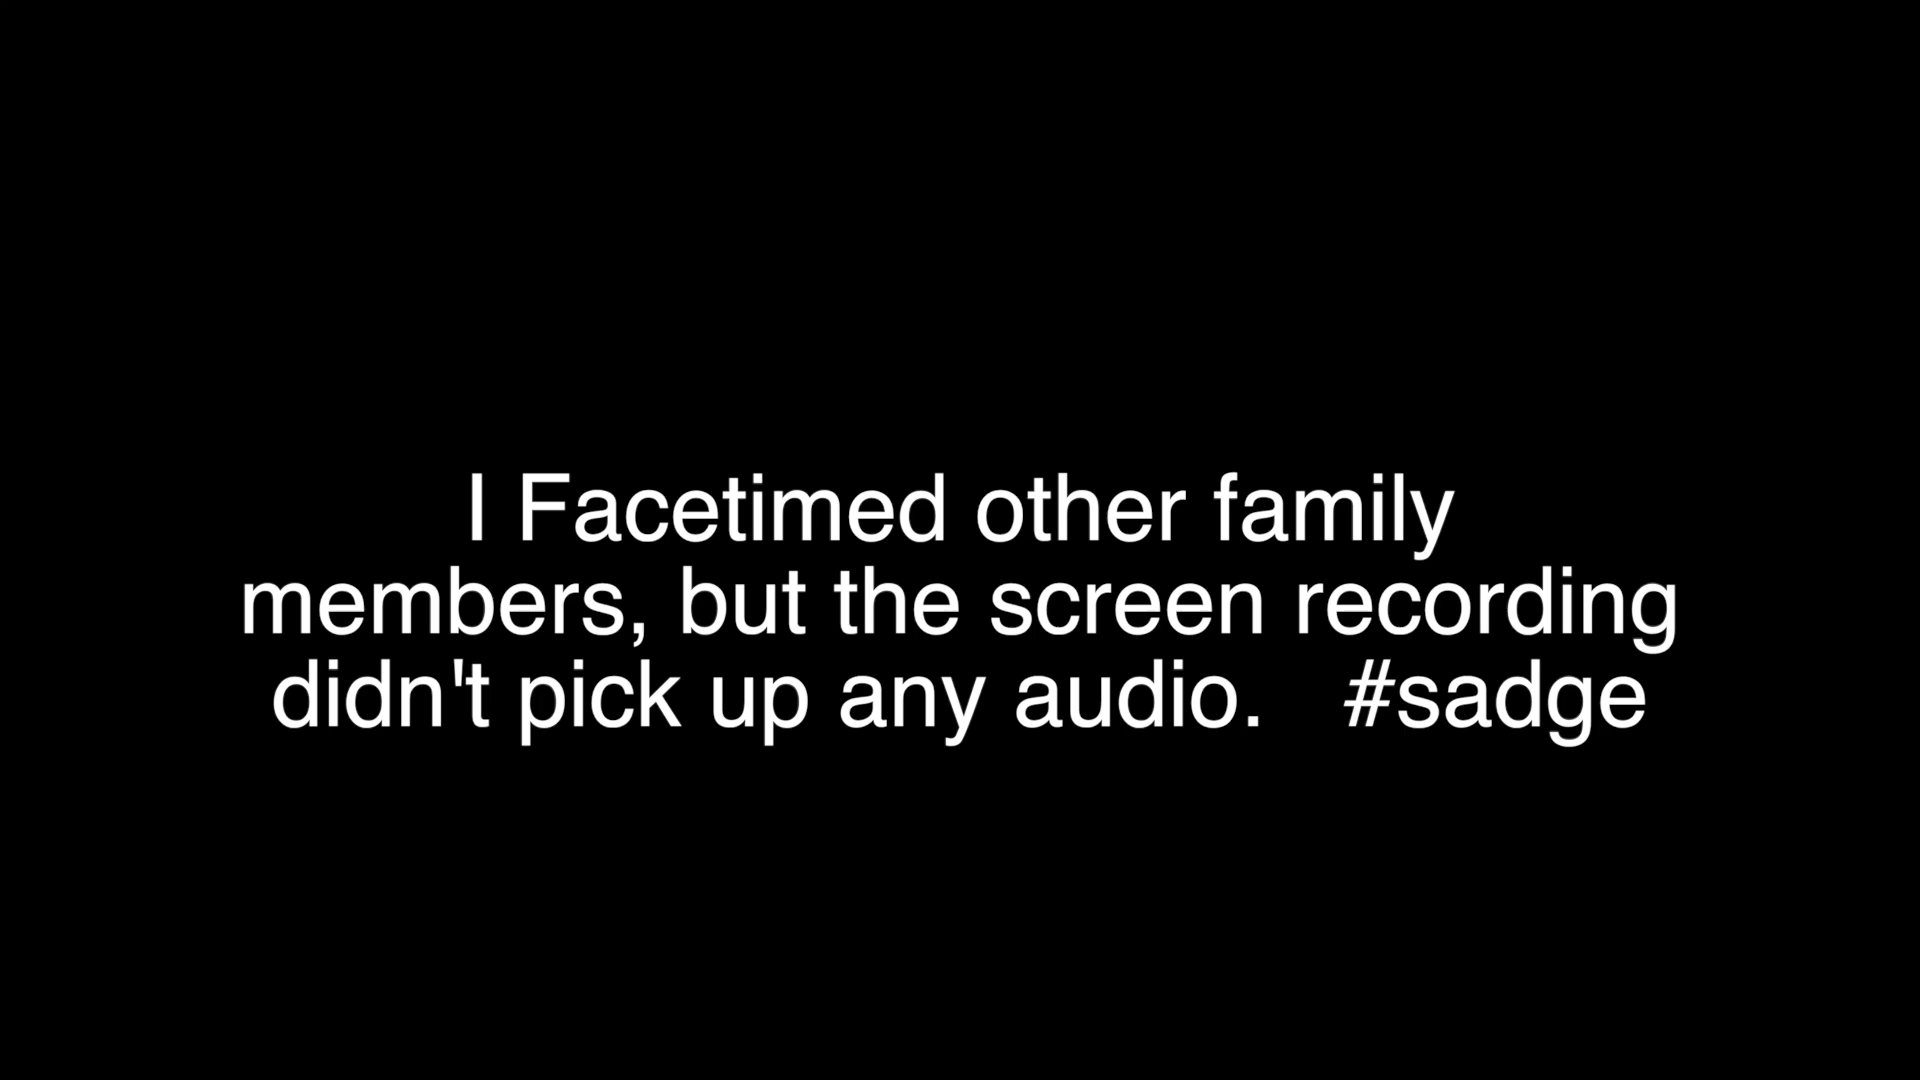 I Facetimed other family
members, but the screen recording
didn't pick up any audio.   #sadge